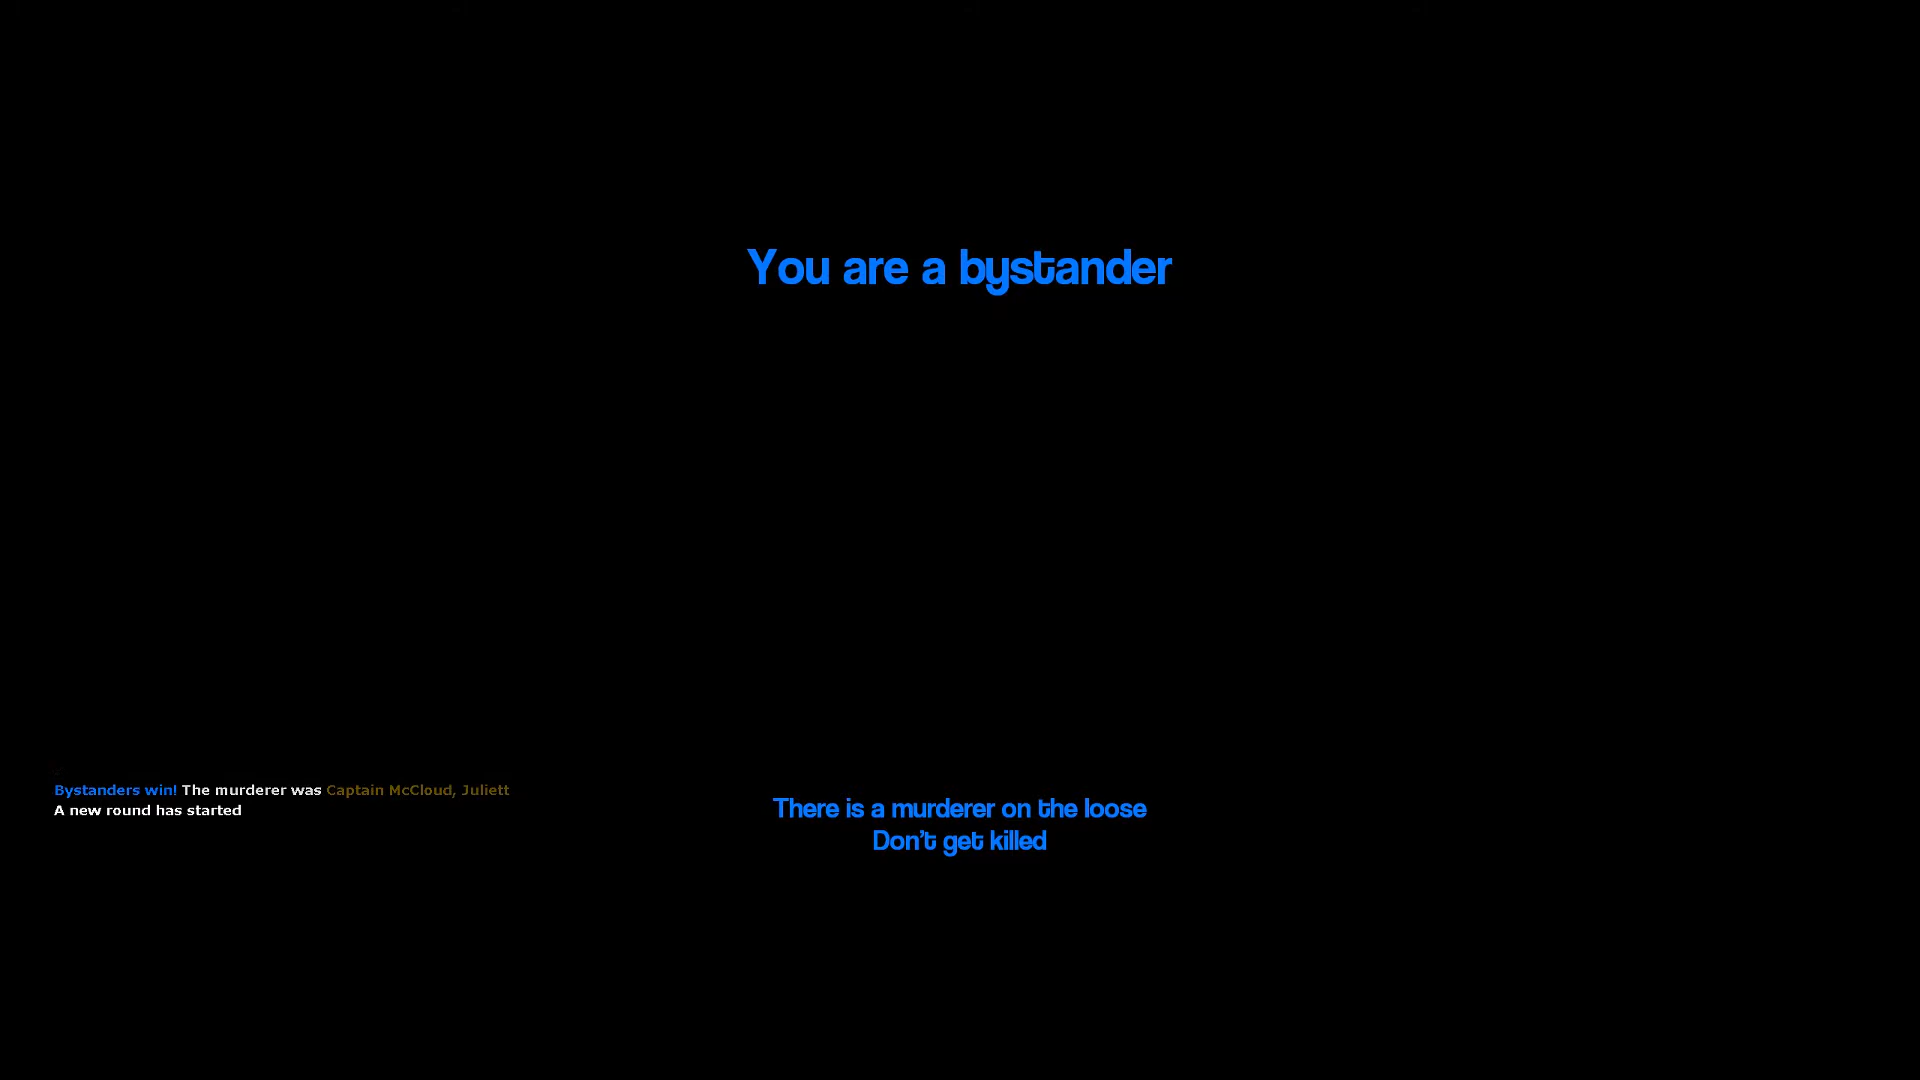 You are a bystander
Bystanders win! The murderer was Captain McCloud, Juliett
A new round has started
There is a murderer on the loose
Don't get killed